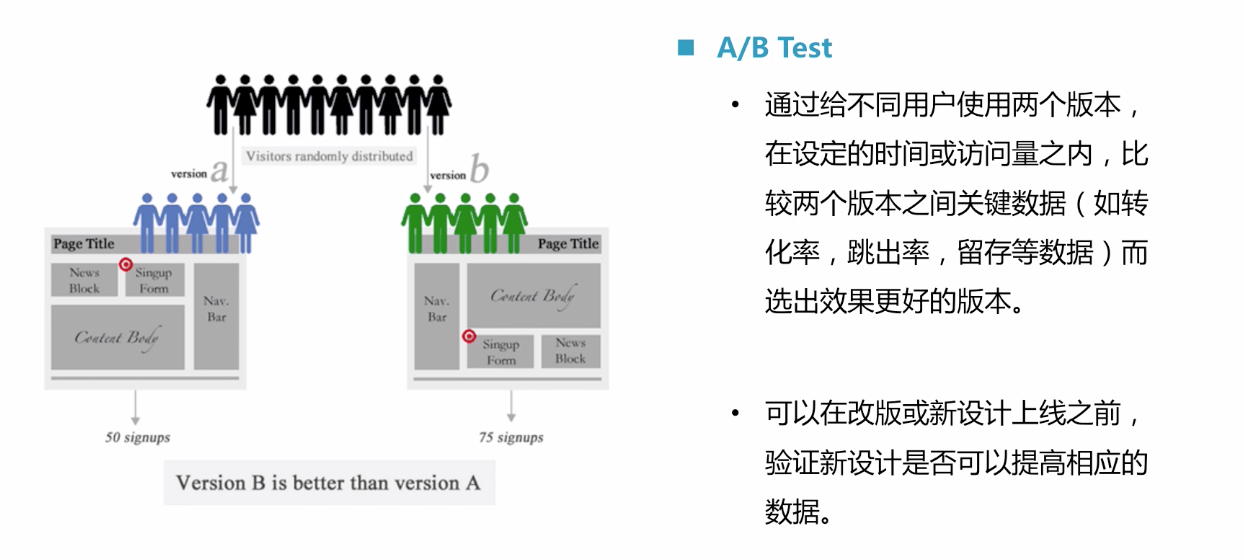 Visitors randomly distributed
version a
version b
Page Title
News
Block
Singup
Form
Nav.
Bar
Content Body
50 signups
Page Title
Nav.
Bar
Content Body
Singup
Form
News
Block
75 signups
Version B is better than version A
A/B Test
通过给不同用户使用两个版本，
在设定的时间或访问量之内，比
较两个版本之间关键数据（如转
化率，跳出率，留存等数据）而
选出效果更好的版本。
可以在改版或新设计上线之前，
验证新设计是否可以提高相应的
数据。